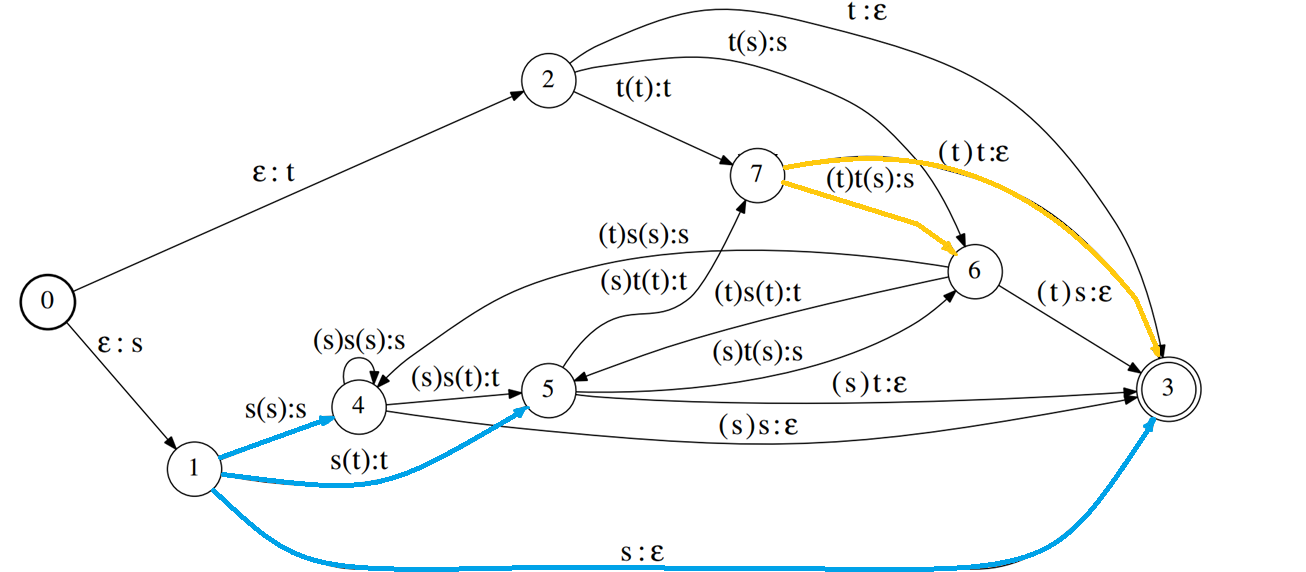 t:ε
t(s):s
2
t(t):t
(t)t:ε
ε:t
7
(t)t(s):s
(t)s(s):s
6
(s)t(t):t
(t)s(t):t
(t)s:ε
0
ε:s
(s)s(s):s
(s)t(s):s
(s)s(t):t
5
(s)t:ε
3
s(s):s
4
(s)s:ε
1
s(t):t
s:ε